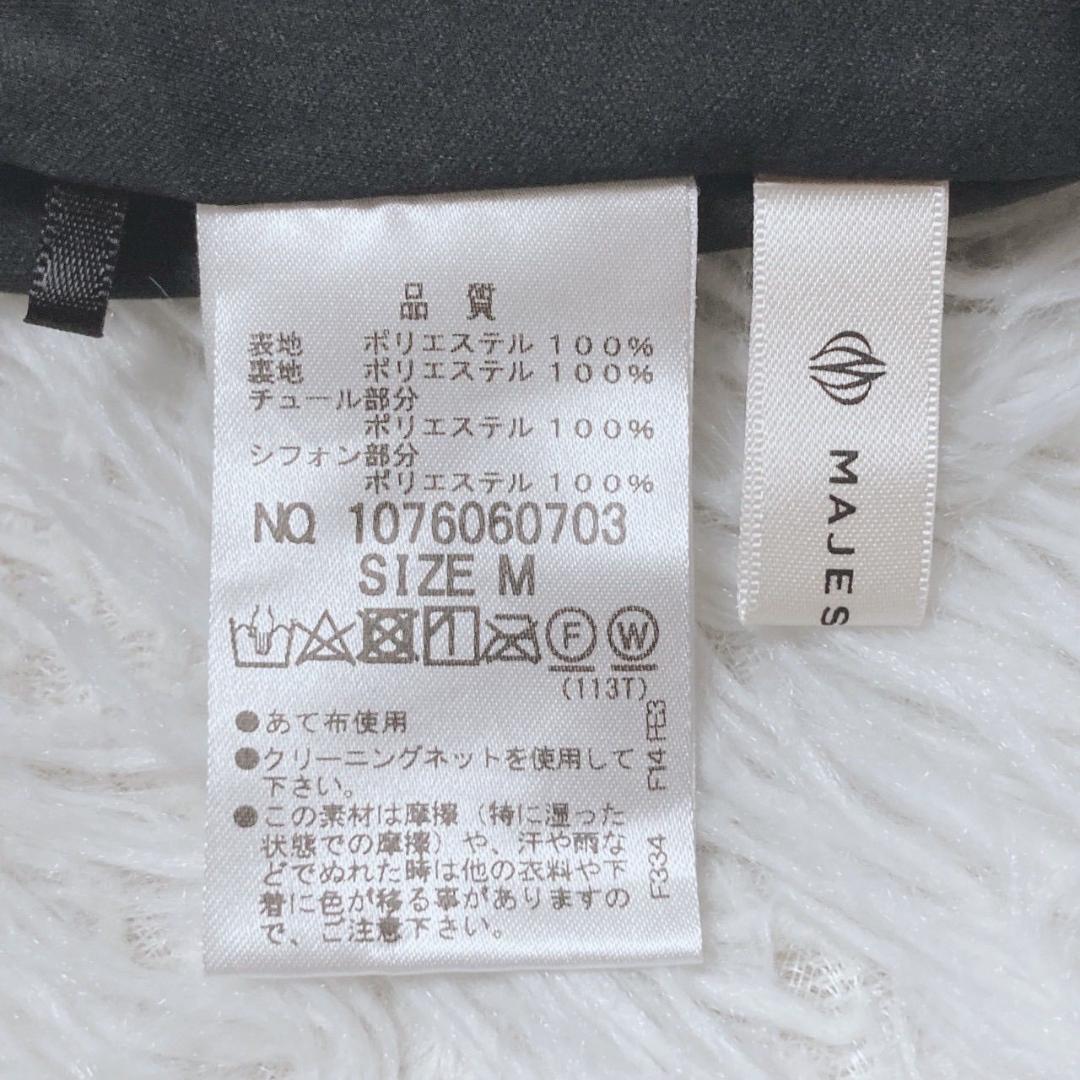 品 質
表地 ポリエステル 100%
裏地 ポリエステル 100%
チュール部分
ポリエステル 100%
シフォン部分
ポリエステル 100%
NO 1076060703
SIZE M
1 F W
(113T)
●あて布使用
●クリーニングネットを使用して
下さい。
●この素材は摩擦(特に湿った
状態での摩擦)や、汗や雨な
どでぬれた時は他の衣料や下
着に色が移る事がありますの
で、ご注意下さい。
F334 F144 FE3
MAJES